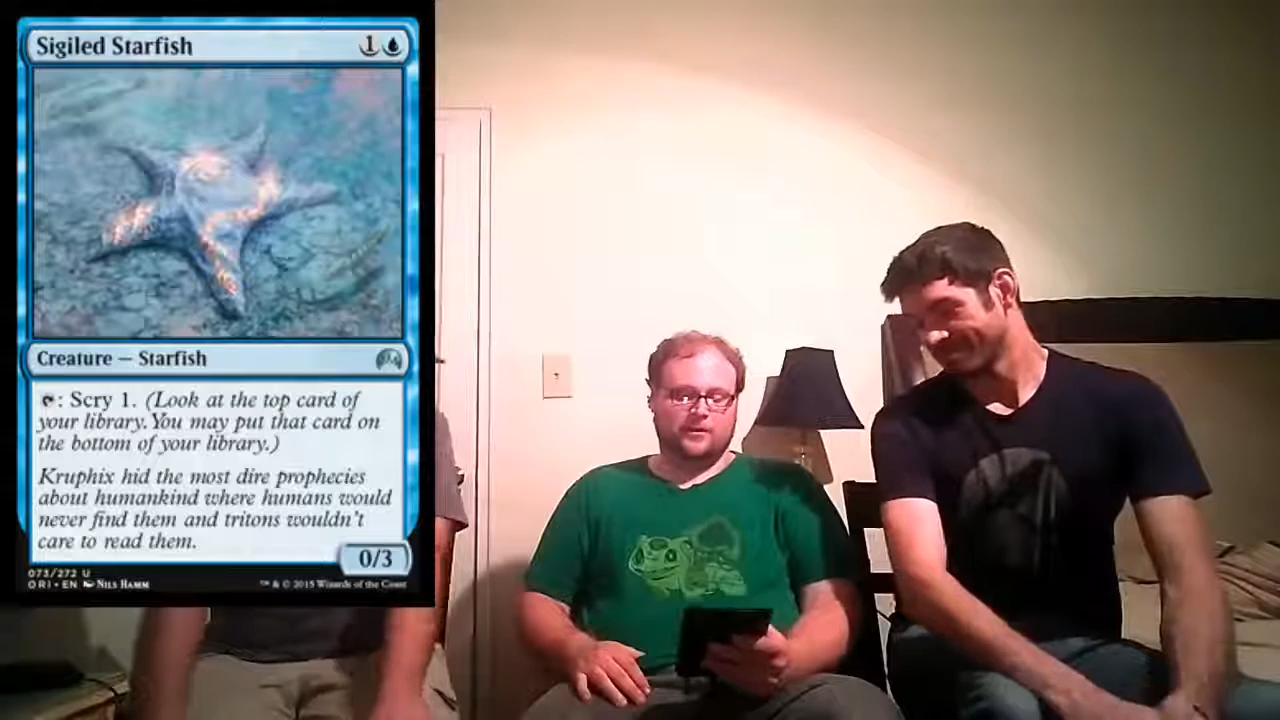 Sigiled Starfish 1
Creature — Starfish
: Scry 1. (Look at the top card of
your library. You may put that card on
the bottom of your library.)
Kruphix hid the most dire prophecies
about humankind where humans would
never find them and tritons wouldn't
care to read them.
0/3
073/272 U
ORI • EN Nils Hamm
™ & © 2015 Wizards of the Coast